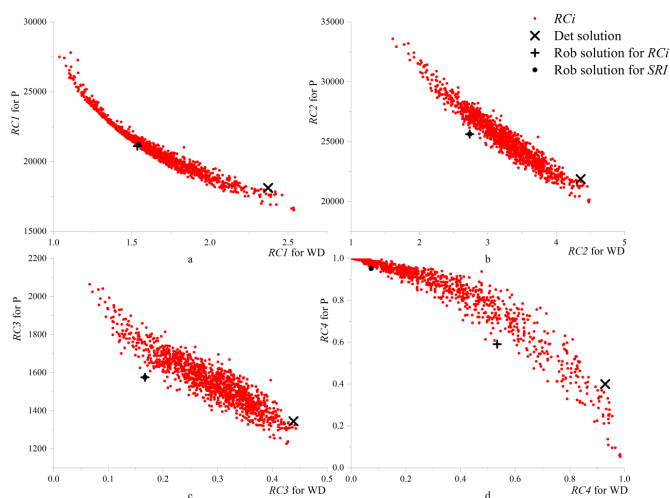 RCi
Det solution
Rob solution for RCi
Rob solution for SRI
RC1 for P
30000
25000
20000
15000
1.0
1.5
2.0
2.5
RC1 for WD
a
RC2 for P
35000
30000
25000
20000
1
2
3
4
5
RC2 for WD
b
RC3 for P
2200
2000
1800
1600
1400
1200
0.0
0.1
0.2
0.3
0.4
0.5
RC3 for WD
c
RC4 for P
1.0
0.8
0.6
0.4
0.2
0.0
0.0
0.2
0.4
0.6
0.8
1.0
RC4 for WD
d